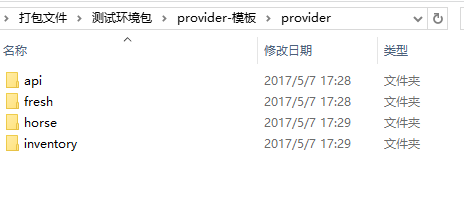 打包文件 > 测试环境包 > provider-模板 > provider
名称 修改日期 类型
api 2017/5/7 17:28 文件夹
fresh 2017/5/7 17:28 文件夹
horse 2017/5/7 17:29 文件夹
inventory 2017/5/7 17:29 文件夹